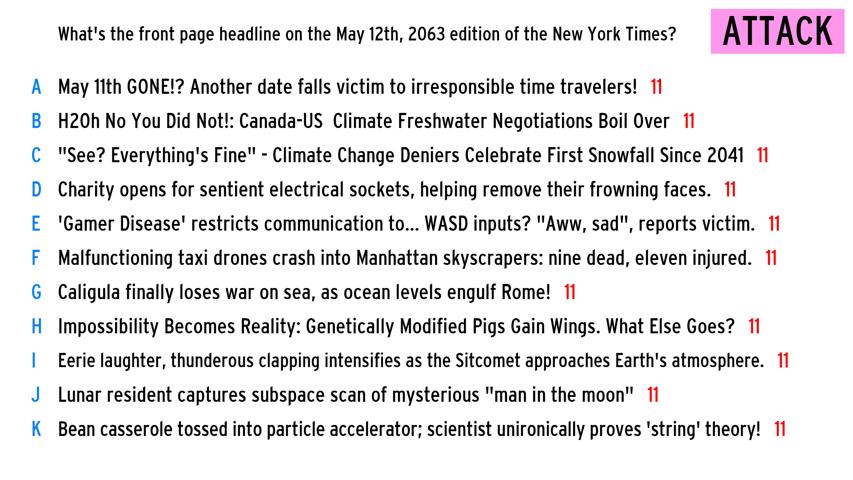 What's the front page headline on the May 12th, 2063 edition of the New York Times?
ATTACK
A May 11th GONE!? Another date falls victim to irresponsible time travelers! 11
B H20h No You Did Not!: Canada-US Climate Freshwater Negotiations Boil Over 11
C "See? Everything's Fine" - Climate Change Deniers Celebrate First Snowfall Since 2041 11
D Charity opens for sentient electrical sockets, helping remove their frowning faces. 11
E 'Gamer Disease' restricts communication to... WASD inputs? "Aww, sad", reports victim. 11
F Malfunctioning taxi drones crash into Manhattan skyscrapers: nine dead, eleven injured. 11
G Caligula finally loses war on sea, as ocean levels engulf Rome! 11
H Impossibility Becomes Reality: Genetically Modified Pigs Gain Wings. What Else Goes? 11
I Eerie laughter, thunderous clapping intensifies as the Sitcomet approaches Earth's atmosphere. 11
J Lunar resident captures subspace scan of mysterious "man in the moon" 11
K Bean casserole tossed into particle accelerator; scientist unironically proves 'string' theory! 11